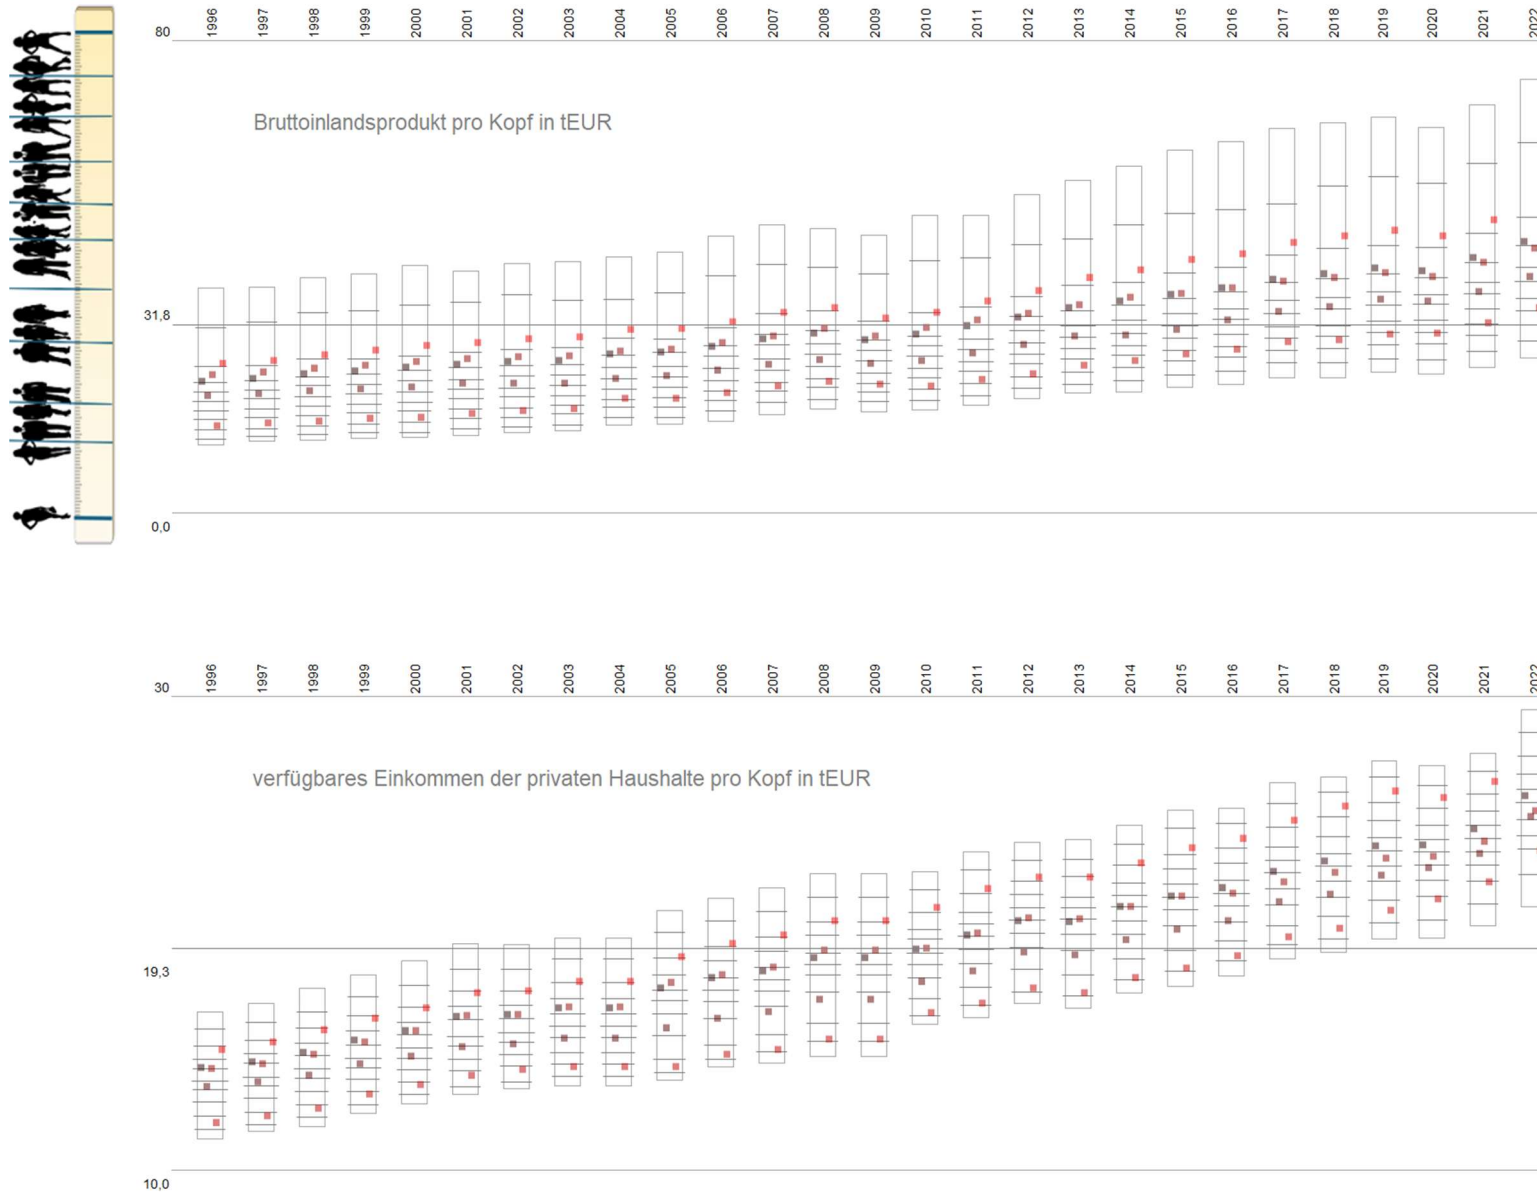 1996 1997 1998 1999 2000 2001 2002 2003 2004 2005 2006 2007 2008 2009 2010 2011 2012 2013 2014 2015 2016 2017 2018 2019 2020 2021 2022
80
Bruttoinlandsprodukt pro Kopf in tEUR
31,8
0,0
1996 1997 1998 1999 2000 2001 2002 2003 2004 2005 2006 2007 2008 2009 2010 2011 2012 2013 2014 2015 2016 2017 2018 2019 2020 2021 2022
30
verfügbares Einkommen der privaten Haushalte pro Kopf in tEUR
19,3
10,0